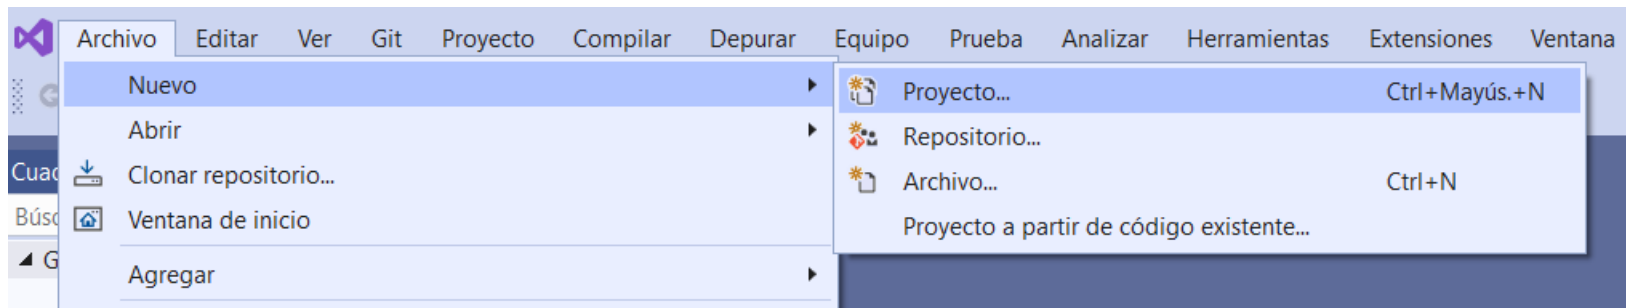 Archivo Editar Ver Git Proyecto Compilar Depurar Equipo Prueba Analizar Herramientas Extensiones Ventana
Nuevo
Abrir
Clonar repositorio...
Ventana de inicio
Agregar
Proyecto... Ctrl+Mayús.+N
Repositorio...
Archivo... Ctrl+N
Proyecto a partir de código existente...